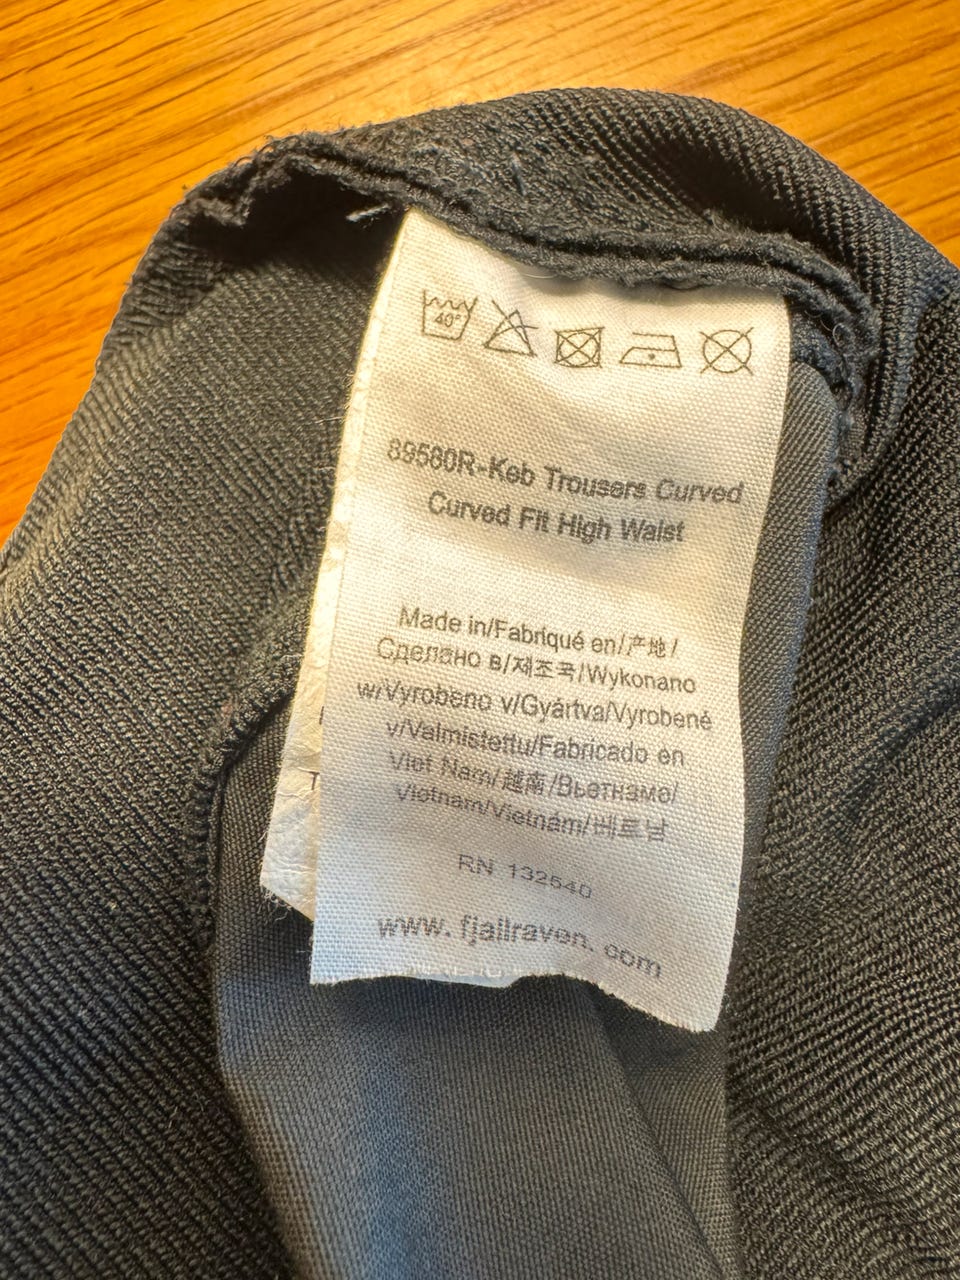 40°
89580R-Keb Trousers Curved
Curved Fit High Waist
Made in/Fabriqué en/产地/
Сделано в/제조국/Wykonano
w/Vyrobeno v/Gyártva/Vyrobené
v/Valmistettu/Fabricado en
Viet Nam/越南/Вьетнаме/
Vietnam/Vietnám/베트남
RN 132540
www. fjallraven. com